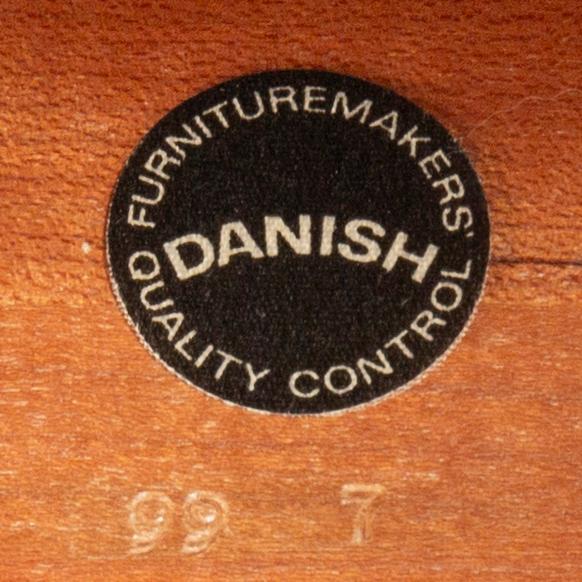 FURNITUREMAKERS'
DANISH
QUALITY CONTROL
99 7